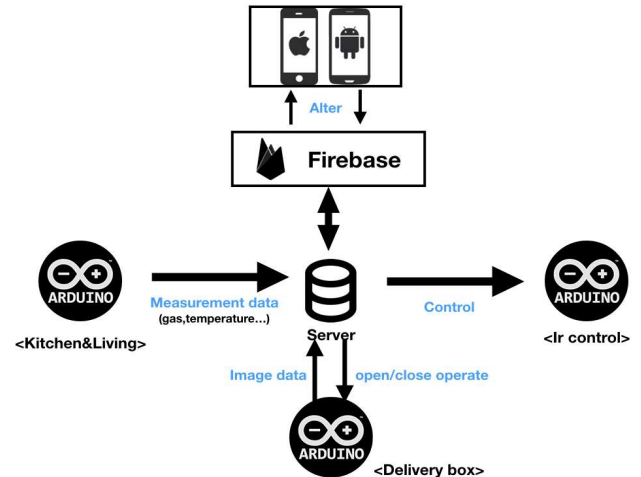 Alter
Firebase
ARDUINO
Measurement data
(gas,temperature...)
<Kitchen&Living>
Server
Control
ARDUINO
<Ir control>
Image data
open/close operate
ARDUINO
<Delivery box>